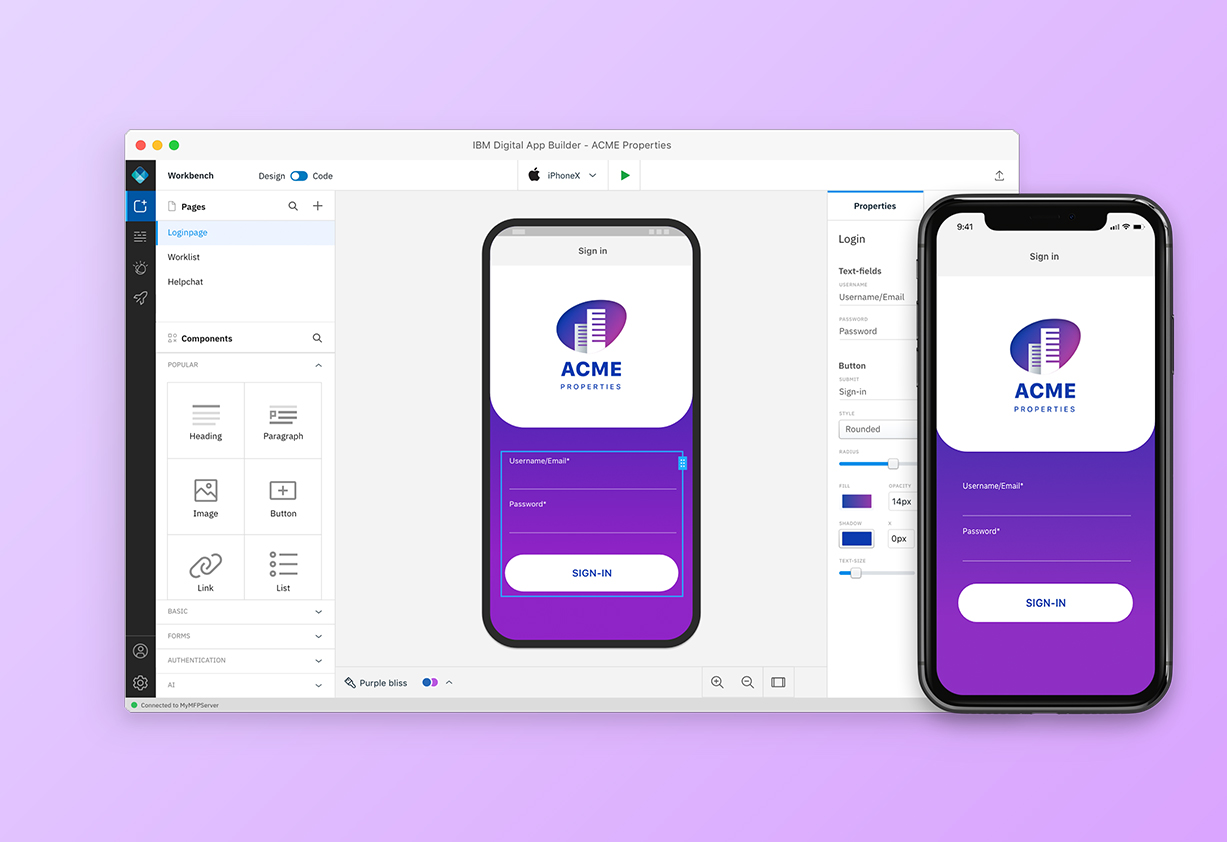 IBM Digital App Builder - ACME Properties
Workbench
Design
Code
iPhoneX
Pages
Loginpage
Worklist
Helpchat
Components
POPULAR
Heading
Paragraph
Image
Button
Link
List
BASIC
FORMS
AUTHENTICATION
AI
Connected to MyMFPServer
Sign in
ACME
PROPERTIES
Username/Email*
Password*
SIGN-IN
Purple bliss
Properties
Login
Text-fields
USERNAME
Username/Email
PASSWORD
Password
Button
SUBMIT
Sign-in
STYLE
Rounded
RADIUS
FILL
OPACITY
14px
SHADOW
X
0px
TEXT-SIZE
9:41
Sign in
ACME
PROPERTIES
Username/Email*
Password*
SIGN-IN